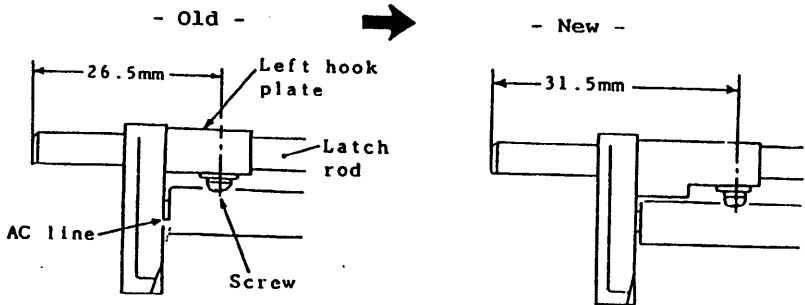 - Old -
- New -
26.5mm
Left hook
plate
31.5mm
Latch
rod
AC line
Screw